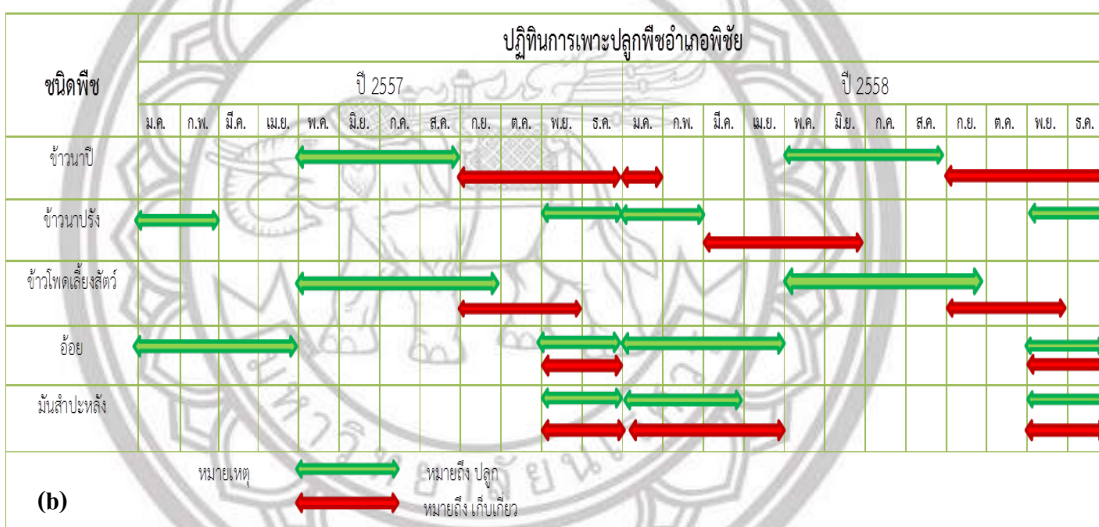 ปฏิทินการเพาะปลูกพืชอำเภอพิชัย
ชนิดพืช
ปี 2557 ปี 2558
ม.ค. ก.พ. มี.ค. เม.ย. พ.ค. มิ.ย. ก.ค ส.ค. ก.ย. ต.ค. พ.ย. ธ.ค. ม.ค. ก.พ. มี.ค. เม.ย. พ.ค. มิ.ย. ก.ค. ส.ค. ก.ย. ต.ค. พ.ย. ธ.ค.
ข้าวนาปี
ข้าวนาปรัง
ข้าวโพดเลี้ยงสัตว์
อ้อย
มันสำปะหลัง
หมายเหตุ หมายถึง ปลูก
(b) หมายถึง เก็บเกี่ยว